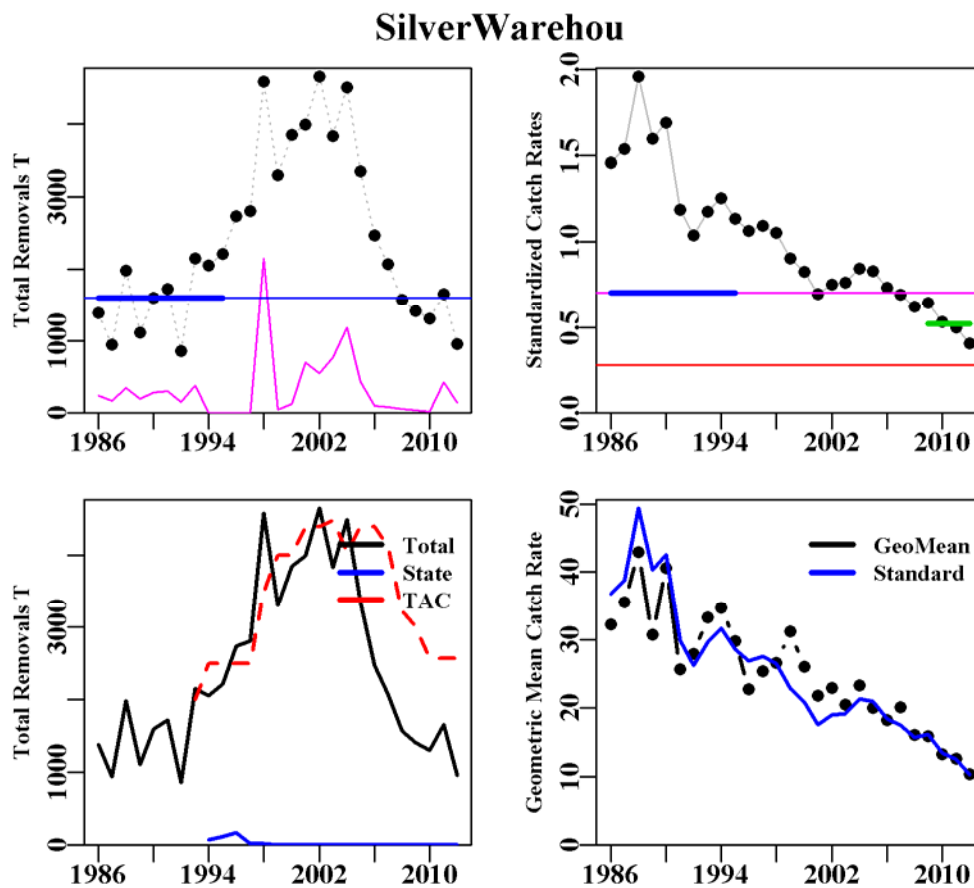 SilverWarehou
Total Removals T
0 1000 3000
1986 1994 2002 2010
Standardized Catch Rates
0.0 0.5 1.0 1.5 2.0
1986 1994 2002 2010
Total Removals T
0 1000 3000
1986 1994 2002 2010
Total
State
TAC
Geometric Mean Catch Rate
0 10 20 30 40 50
1986 1994 2002 2010
GeoMean
Standard